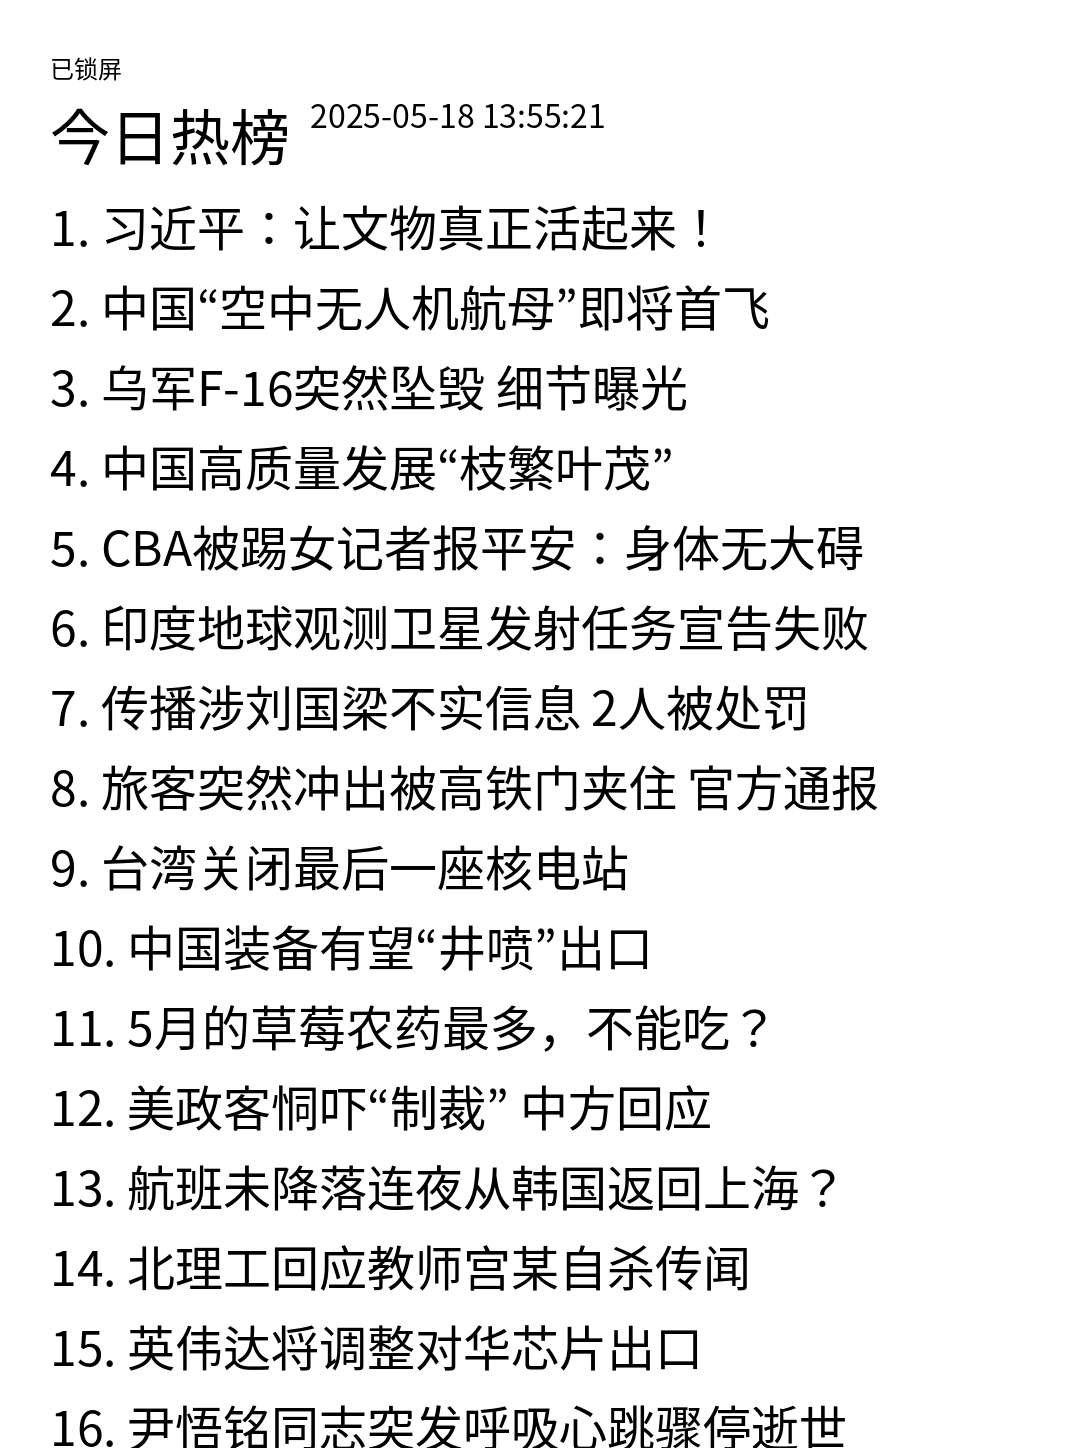 已锁屏
今日热榜 2025-05-18 13:55:21
1. 习近平：让文物真正活起来！
2. 中国“空中无人机航母”即将首飞
3. 乌军F-16突然坠毁 细节曝光
4. 中国高质量发展“枝繁叶茂”
5. CBA被踢女记者报平安：身体无大碍
6. 印度地球观测卫星发射任务宣告失败
7. 传播涉刘国梁不实信息 2人被处罚
8. 旅客突然冲出被高铁门夹住 官方通报
9. 台湾关闭最后一座核电站
10. 中国装备有望“井喷”出口
11. 5月的草莓农药最多，不能吃？
12. 美政客恫吓“制裁” 中方回应
13. 航班未降落连夜从韩国返回上海？
14. 北理工回应教师宫某自杀传闻
15. 英伟达将调整对华芯片出口
16. 尹悟铭同志突发呼吸心跳骤停逝世